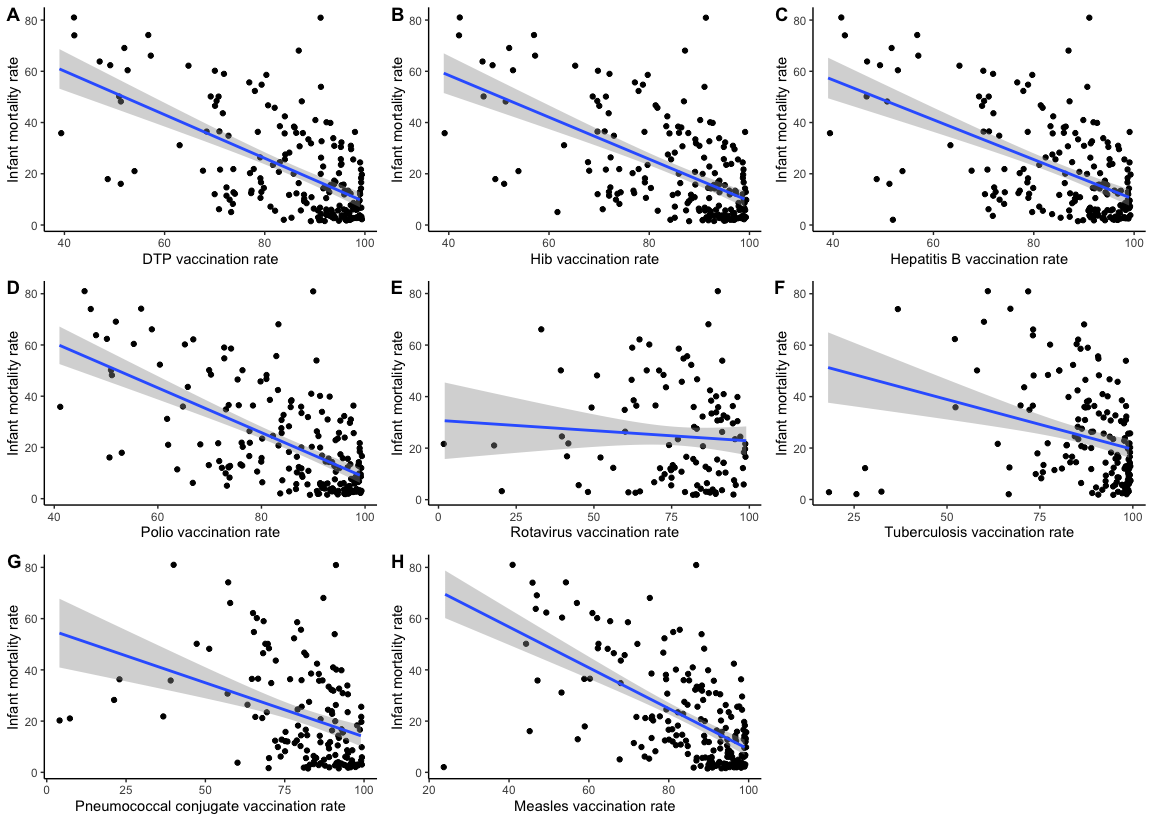 A
Infant mortality rate
80
60
40
20
0
40 60 80 100
DTP vaccination rate
B
Infant mortality rate
80
60
40
20
0
40 60 80 100
Hib vaccination rate
C
Infant mortality rate
80
60
40
20
0
40 60 80 100
Hepatitis B vaccination rate
D
Infant mortality rate
80
60
40
20
0
40 60 80 100
Polio vaccination rate
E
Infant mortality rate
80
60
40
20
0
0 25 50 75 100
Rotavirus vaccination rate
F
Infant mortality rate
80
60
40
20
0
25 50 75 100
Tuberculosis vaccination rate
G
Infant mortality rate
80
60
40
20
0
0 25 50 75 100
Pneumococcal conjugate vaccination rate
H
Infant mortality rate
80
60
40
20
0
20 40 60 80 100
Measles vaccination rate